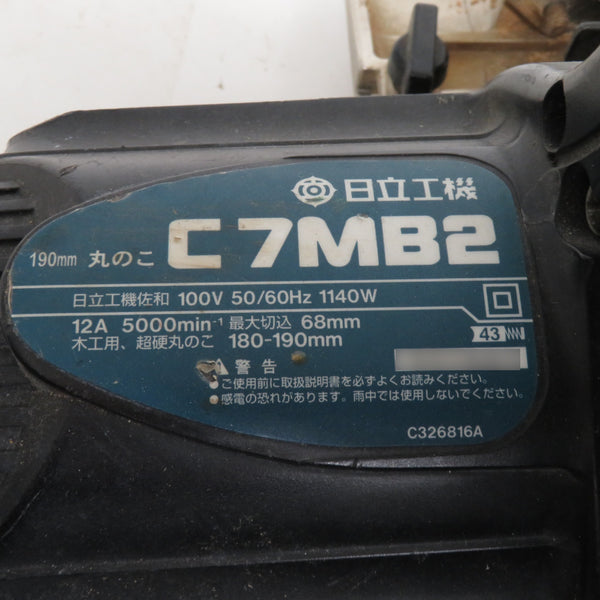 日立工機
190mm 丸のこ C7MB2
日立工機佐和 100V 50/60Hz 1140W
12A 5000min⁻¹ 最大切込 68mm
43
木工用、超硬丸のこ 180-190mm
警告
●ご使用前に取扱説明書を必ずよくお読みください。
●感電の恐れがあります。雨中では使用しないでください。
C326816A